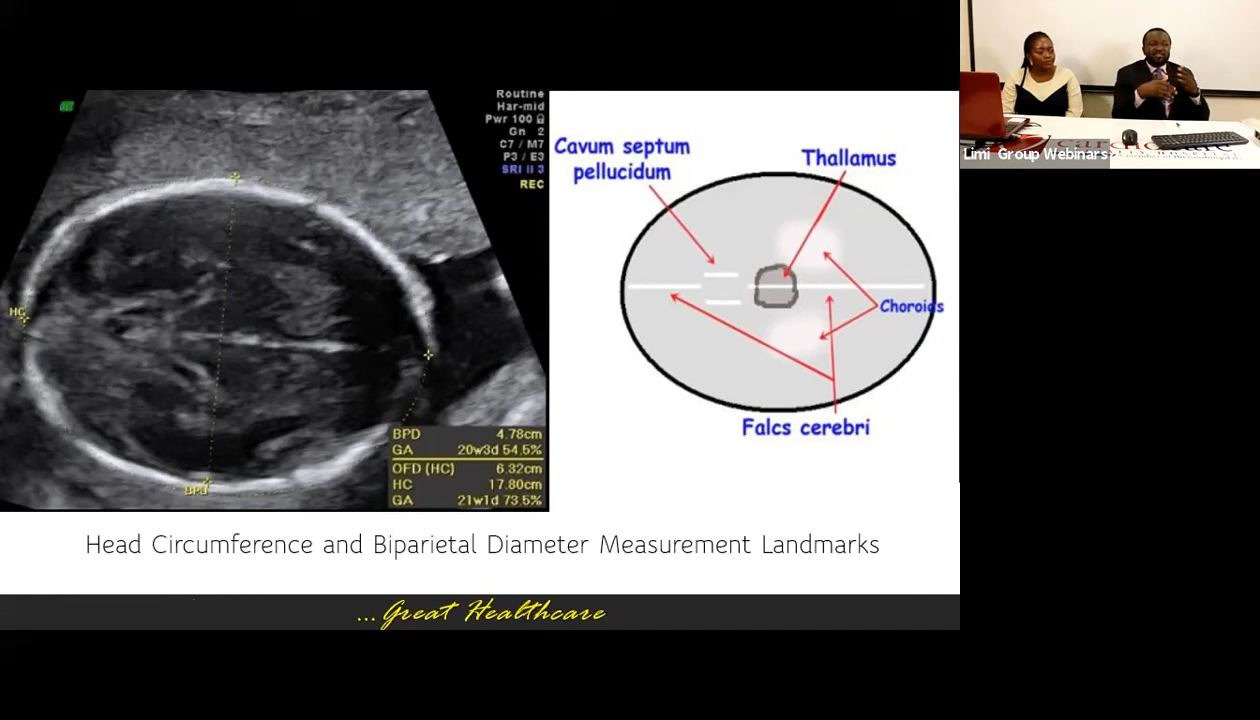 Routine
Har-mid
Pwr 100
Gn 2
C7 / M7
P3 / E3
SRI II 3
REC
HC
BPD
BPD 4.78cm
GA 20w3d 54.5%
OFD (HC) 6.32cm
HC 17.80cm
GA 21w1d 73.5%
Cavum septum
pellucidum
Thallamus
Choroids
Falcs cerebri
Head Circumference and Biparietal Diameter Measurement Landmarks
... Great Healthcare
Limi Group Webinars